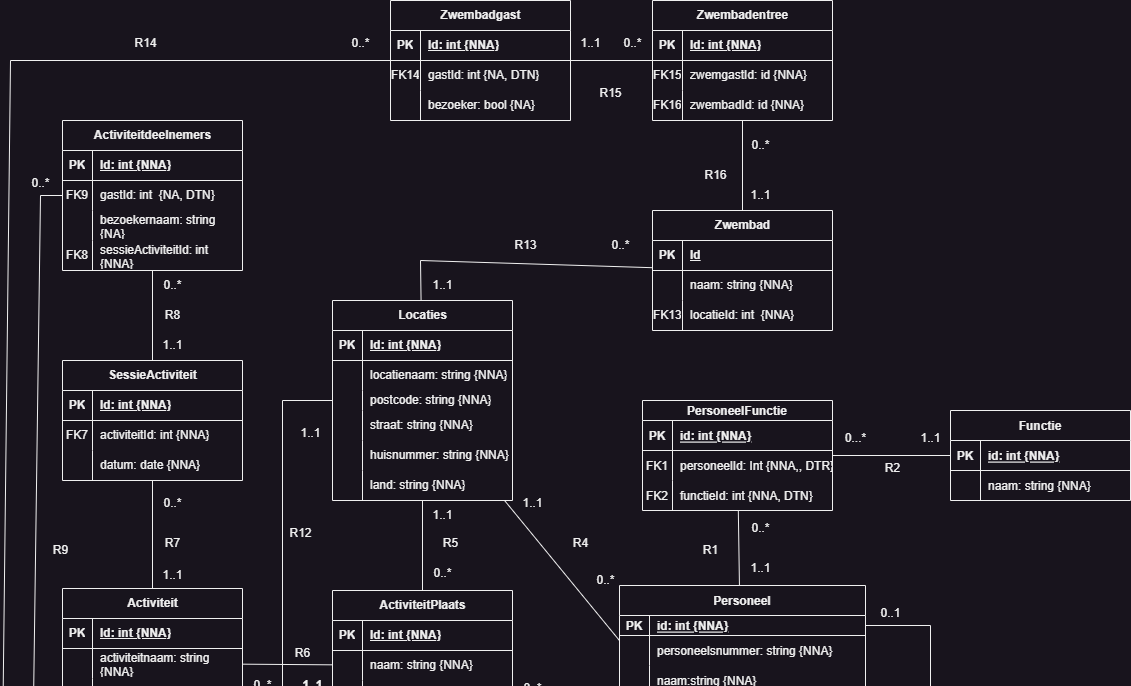 Zwembadgast
PK Id: int {NNA}
FK14 gastId: int {NA, DTN}
bezoeker: bool {NA}
Zwembadentree
PK Id: int {NNA}
FK15 zwemgastId: id {NNA}
FK16 zwembadId: id {NNA}
R14
0..*
1..1
0..*
R15
Activiteitdeelnemers
PK Id: int {NNA}
FK9 gastId: int {NA, DTN}
bezoekernaam: string
{NA}
FK8 sessieActiviteitId: int
{NNA}
0..*
0..*
R16
1..1
Zwembad
PK Id
naam: string {NNA}
FK13 locatieId: int {NNA}
R13
0..*
1..1
0..*
R8
1..1
Locaties
PK Id: int {NNA}
locatienaam: string {NNA}
postcode: string {NNA}
straat: string {NNA}
huisnummer: string {NNA}
land: string {NNA}
SessieActiviteit
PK Id: int {NNA}
FK7 activiteitId: int {NNA}
datum: date {NNA}
1..1
PersoneelFunctie
PK id: int {NNA}
FK1 personeelId: Int {NNA,, DTR}
FK2 functieId: int {NNA, DTN}
0...*
1..1
R2
Functie
PK id: int {NNA}
naam: string {NNA}
0..*
R7
1..1
R9
R12
1..1
R5
0..*
1..1
R4
0..*
0..*
R1
1..1
Activiteit
PK Id: int {NNA}
activiteitnaam: string
{NNA}
R6
0..*
1..1
ActiviteitPlaats
PK Id: int {NNA}
naam: string {NNA}
0..*
Personeel
PK id: int {NNA}
personeelsnummer: string {NNA}
naam:string {NNA}
0..1